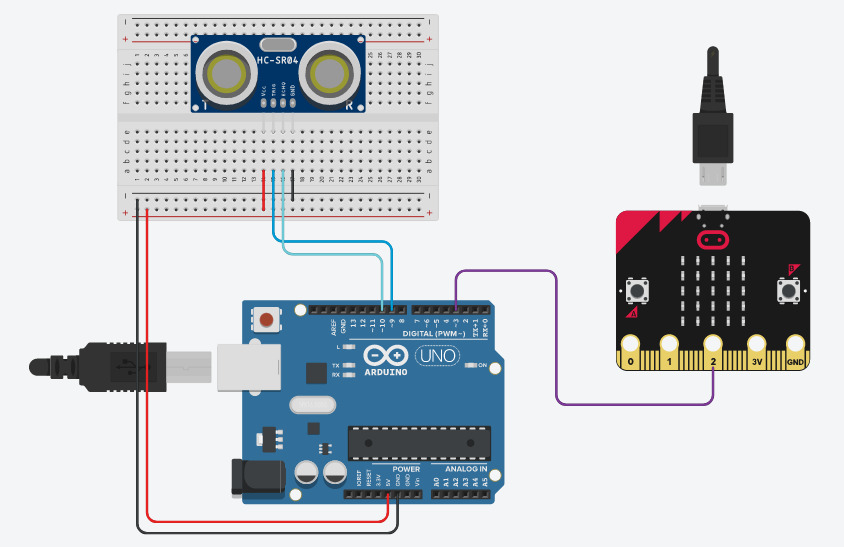 HC-SR04
Vcc
TRIG
ECHO
GND
T
R
AREF
GND
13
12
~11
~10
~9
8
7
~6
~5
4
~3
2
TX→1
RX←0
DIGITAL (PWM~)
L
TX
RX
UNO
ON
ARDUINO
POWER
ANALOG IN
IOREF
RESET
3.3V
5V
GND
GND
Vin
A0
A1
A2
A3
A4
A5
A
B
0
1
2
3V
GND